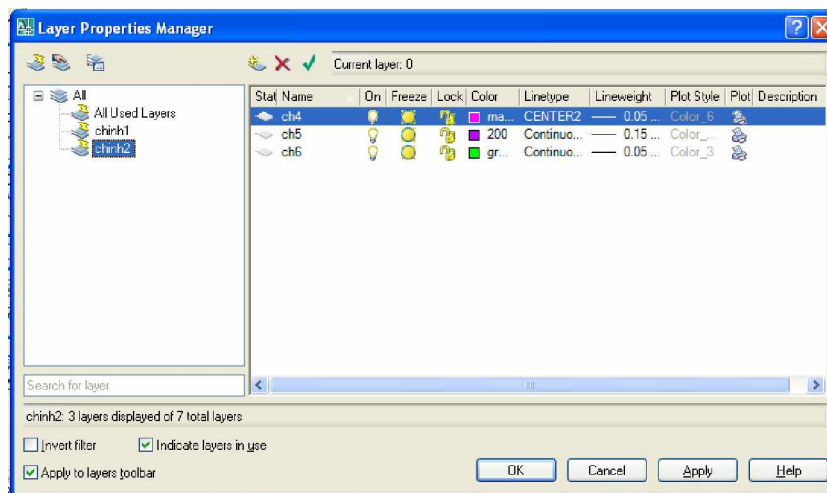 Layer Properties Manager
Current layer: 0
All
All Used Layers
chinh1
chinh2
Stat Name On Freeze Lock Color Linetype Lineweight Plot Style Plot Description
ch4 ma... CENTER2 0.05 ... Color_6
ch5 200 Continuo... 0.15 ... Color_...
ch6 gr... Continuo... 0.05 ... Color_3
Search for layer
chinh2: 3 layers displayed of 7 total layers
Invert filter Indicate layers in use
Apply to layers toolbar
OK Cancel Apply Help